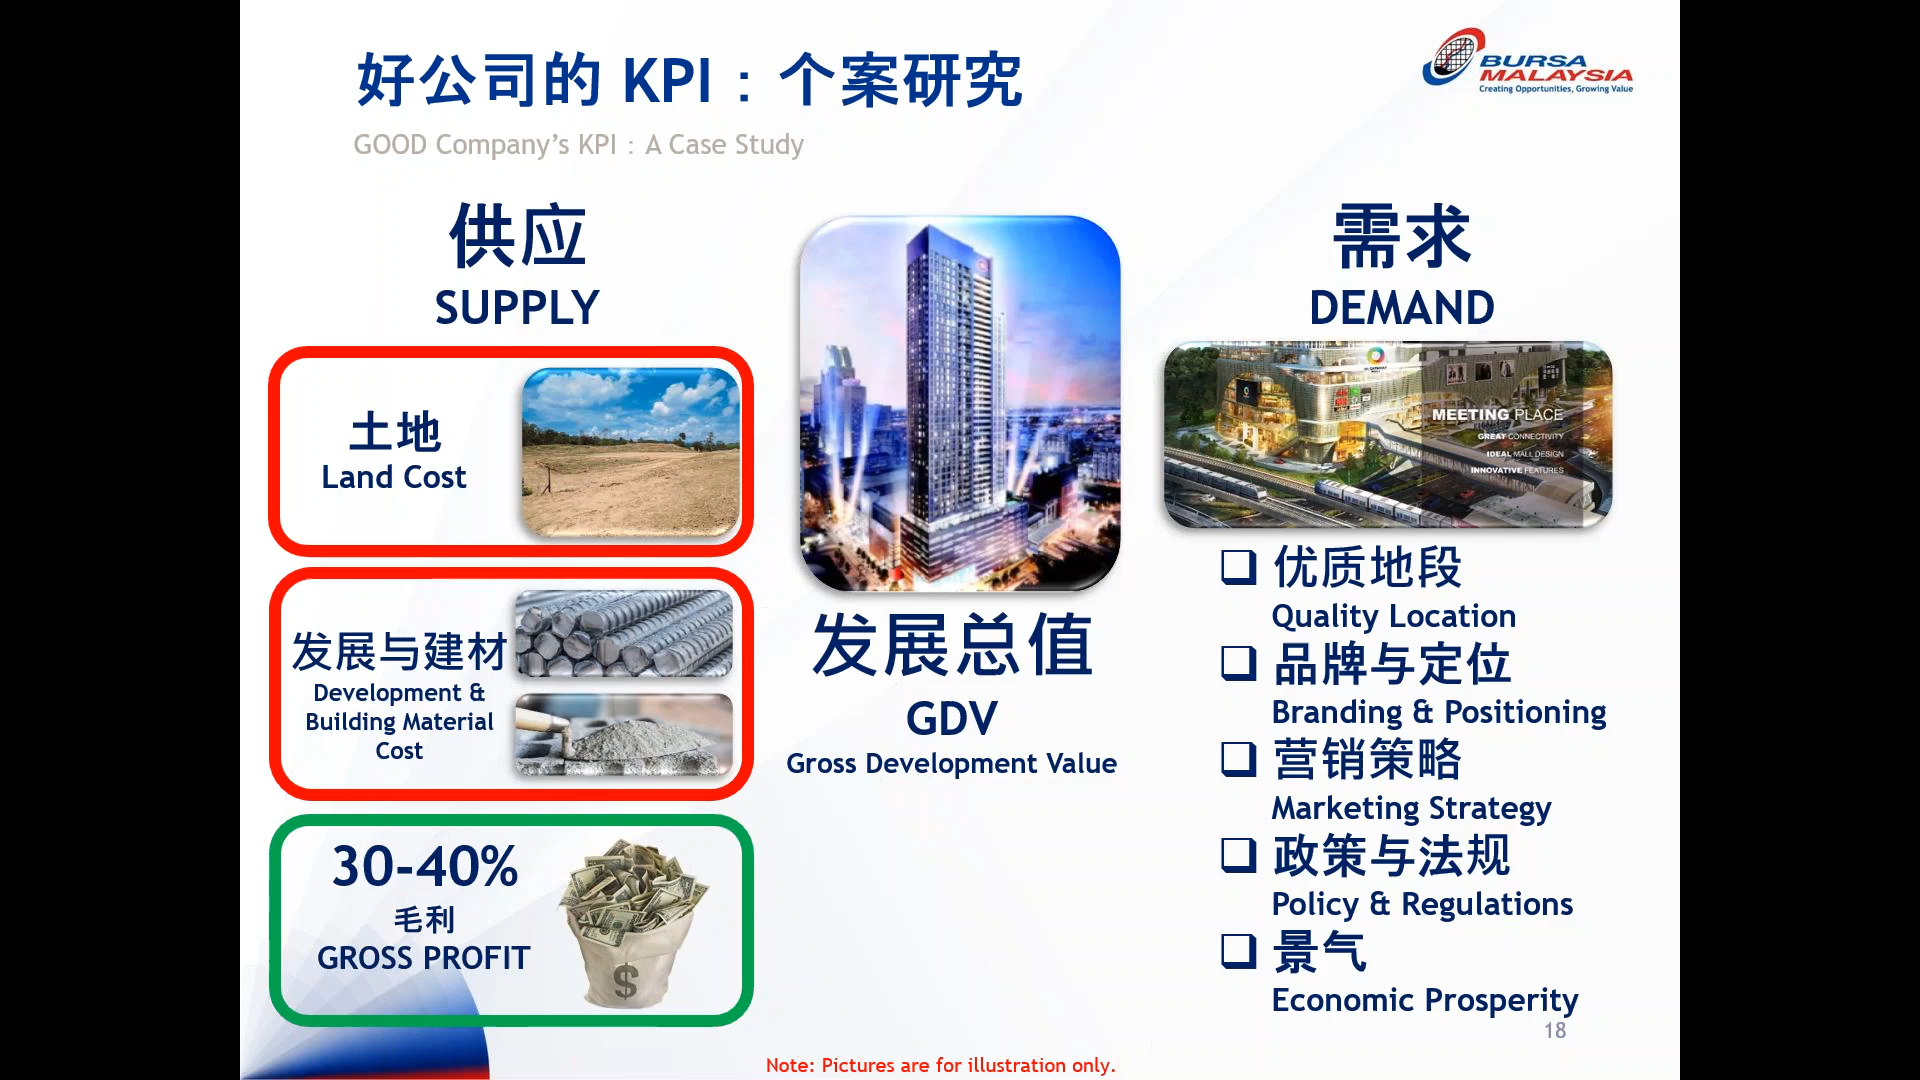 好公司的 KPI：个案研究
GOOD Company's KPI : A Case Study
BURSA
MALAYSIA
Creating Opportunities, Growing Value
供应
SUPPLY
土地
Land Cost
发展与建材
Development &
Building Material
Cost
30-40%
毛利
GROSS PROFIT
$
发展总值
GDV
Gross Development Value
需求
DEMAND
MEETING PLACE
GREAT CONNECTIVITY
IDEAL MALL DESIGN
INNOVATIVE FEATURES
优质地段
Quality Location
品牌与定位
Branding & Positioning
营销策略
Marketing Strategy
政策与法规
Policy & Regulations
景气
Economic Prosperity
18
Note: Pictures are for illustration only.